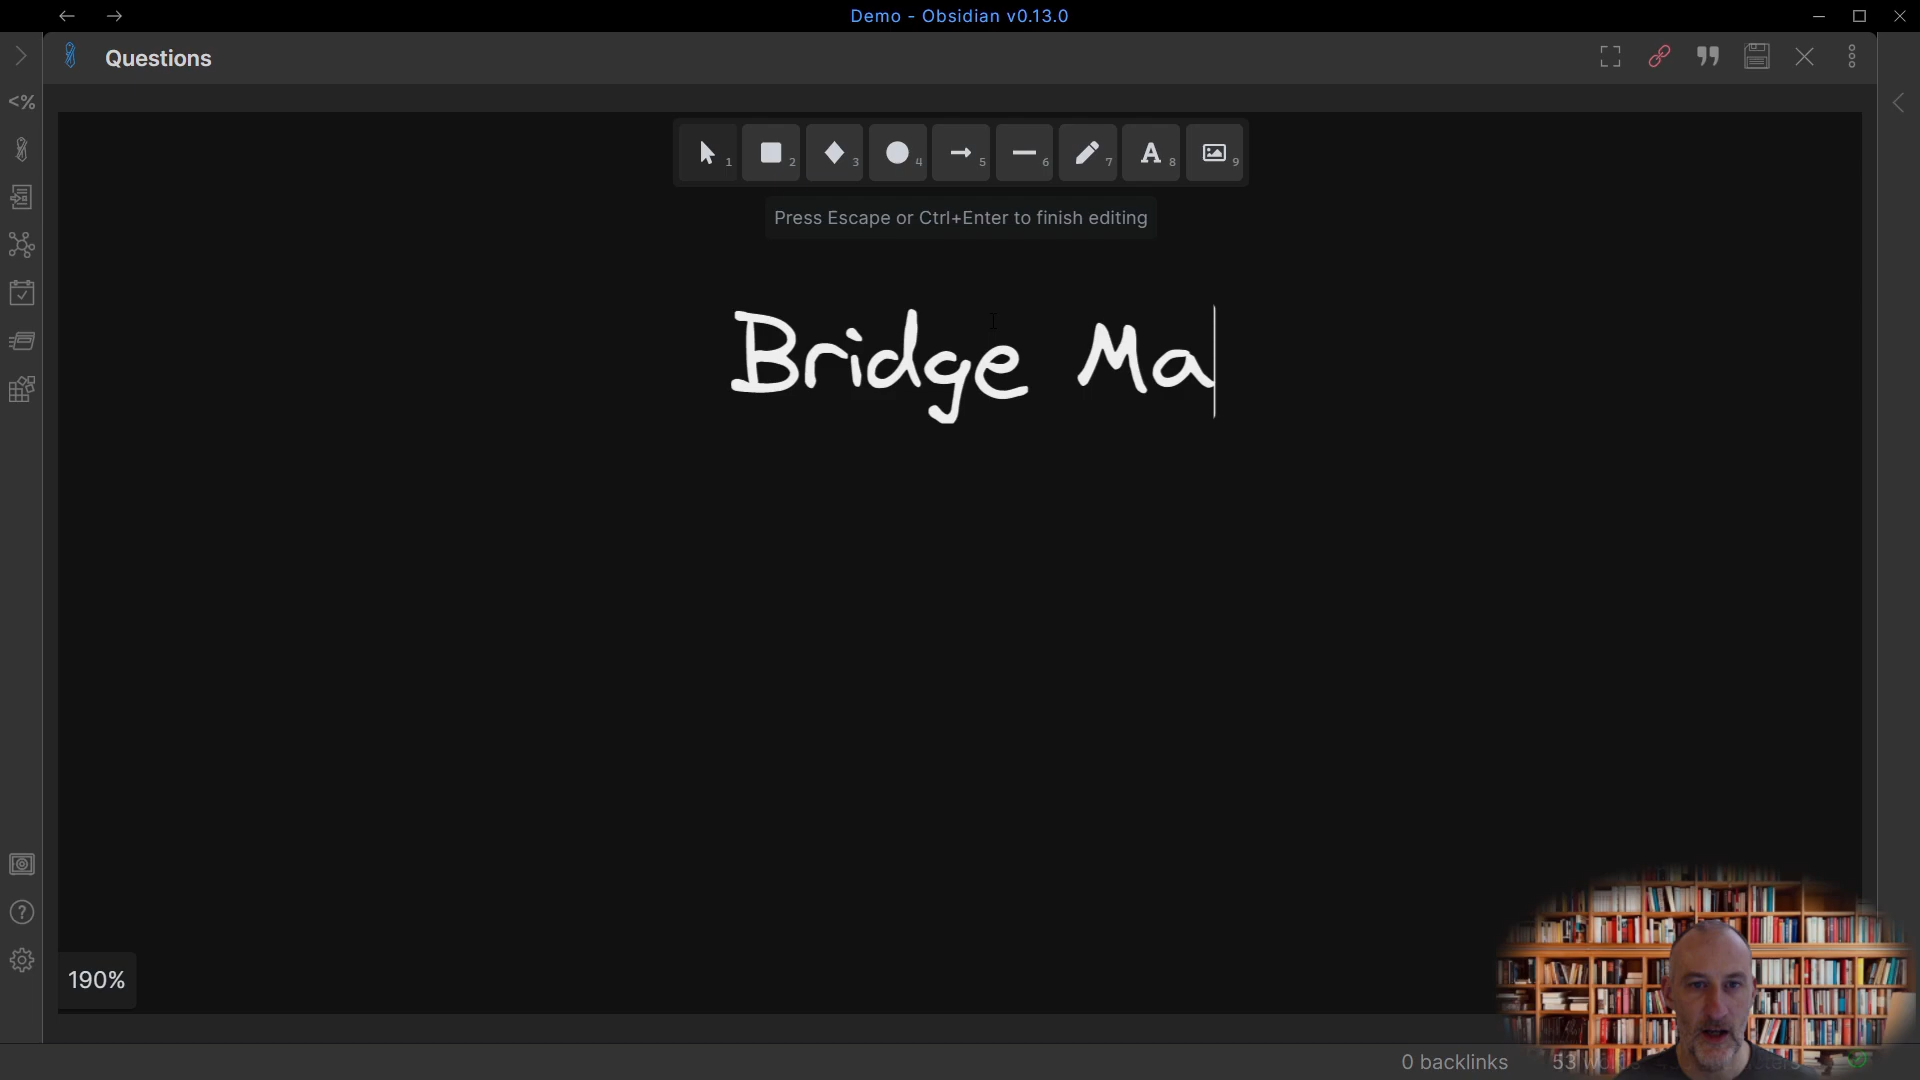 Demo - Obsidian v0.13.0
Questions
<%
1 2 3 4 5 6 7 A 8 9
Press Escape or Ctrl+Enter to finish editing
Bridge Ma
190%
0 backlinks 53